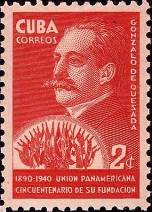 CUBA
CORREOS
GONZALO DE QUESADA
2¢
1890-1940 UNION PANAMERICANA
CINCUENTENARIO DE SU FUNDACION